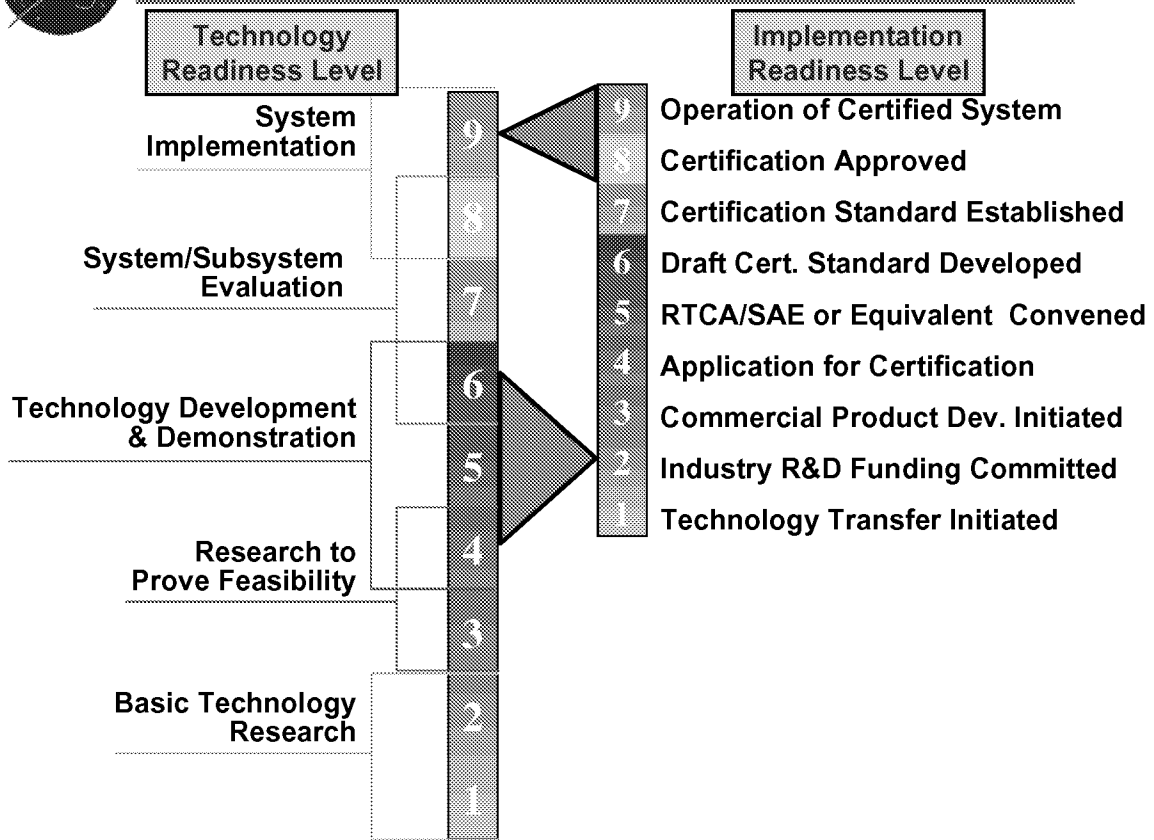 Technology
Readiness Level
Implementation
Readiness Level
System
Implementation
System/Subsystem
Evaluation
Technology Development
& Demonstration
Research to
Prove Feasibility
Basic Technology
Research
9
8
7
6
5
4
3
2
1
9 Operation of Certified System
8 Certification Approved
7 Certification Standard Established
6 Draft Cert. Standard Developed
5 RTCA/SAE or Equivalent Convened
4 Application for Certification
3 Commercial Product Dev. Initiated
2 Industry R&D Funding Committed
1 Technology Transfer Initiated